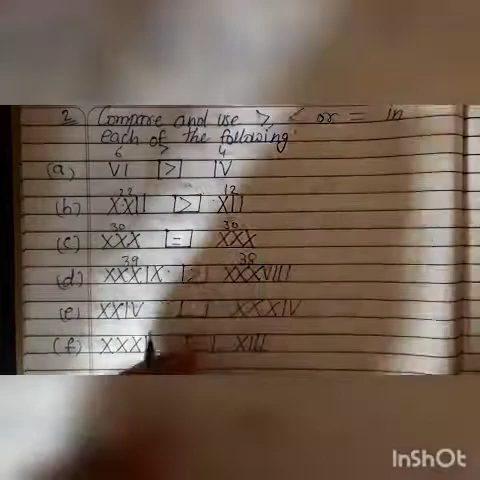 2 Compare and use >, < or = in
each of the following:
6 > 4
(a) VI [>] IV
22 12
(b) XXII [>] XII
30 30
(c) XXX [=] XXX
39 38
(d) XXXIX [>] XXXVIII
(e) XXIV [ ] XXXIV
(f) XXX [ ] XIII
InShOt